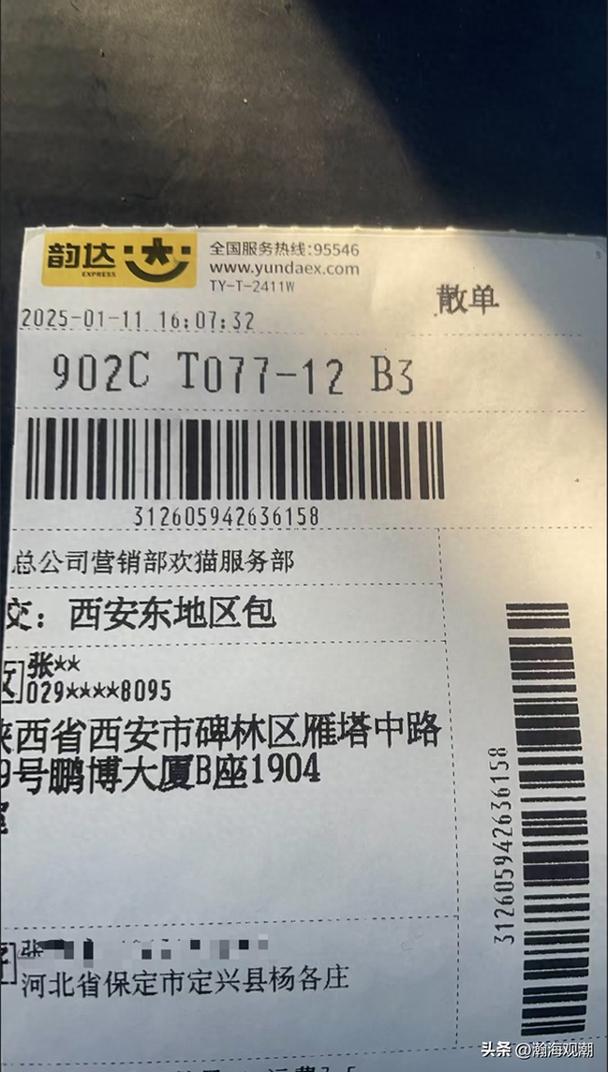 韵达
EXPRESS
全国服务热线:95546
www.yundaex.com
TY-T-2411W
散单
2025-01-11 16:07:32
902C T077-12 B3
312605942636158
总公司营销部欢猫服务部
交: 西安东地区包
张**
029****8095
陕西省西安市碑林区雁塔中路
9号鹏博大厦B座1904
室
312605942636158
张
河北省保定市定兴县杨各庄
头条 @瀚海观潮